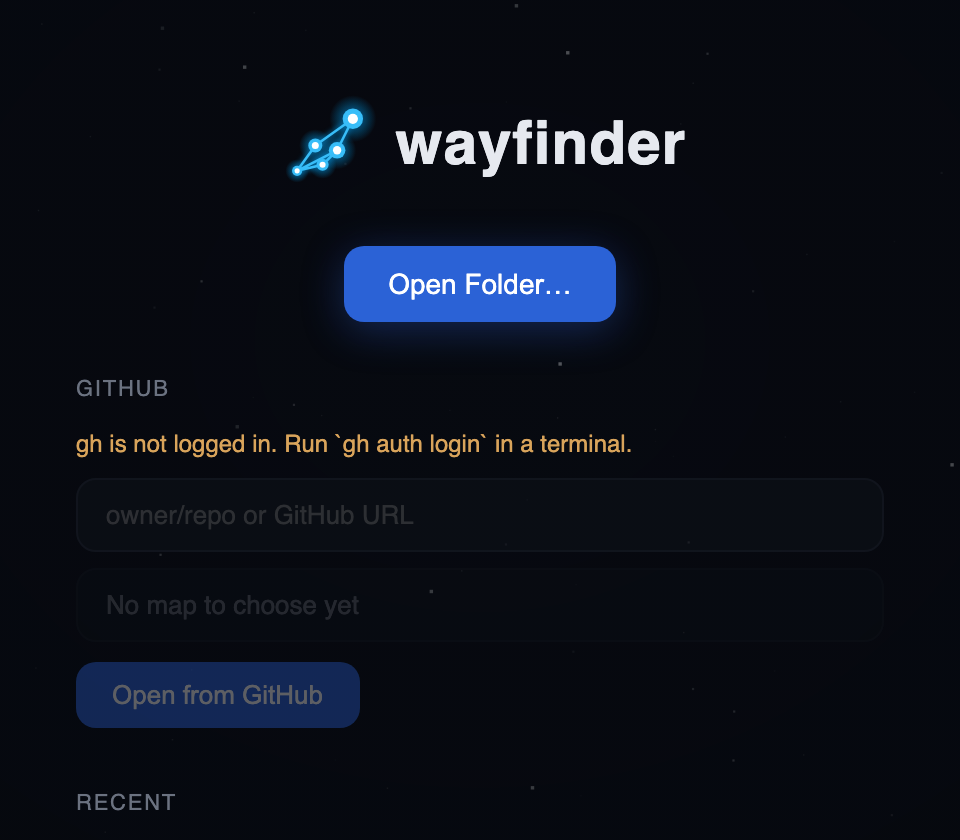 wayfinder
Open Folder…
GITHUB
gh is not logged in. Run `gh auth login` in a terminal.
owner/repo or GitHub URL
No map to choose yet
Open from GitHub
RECENT